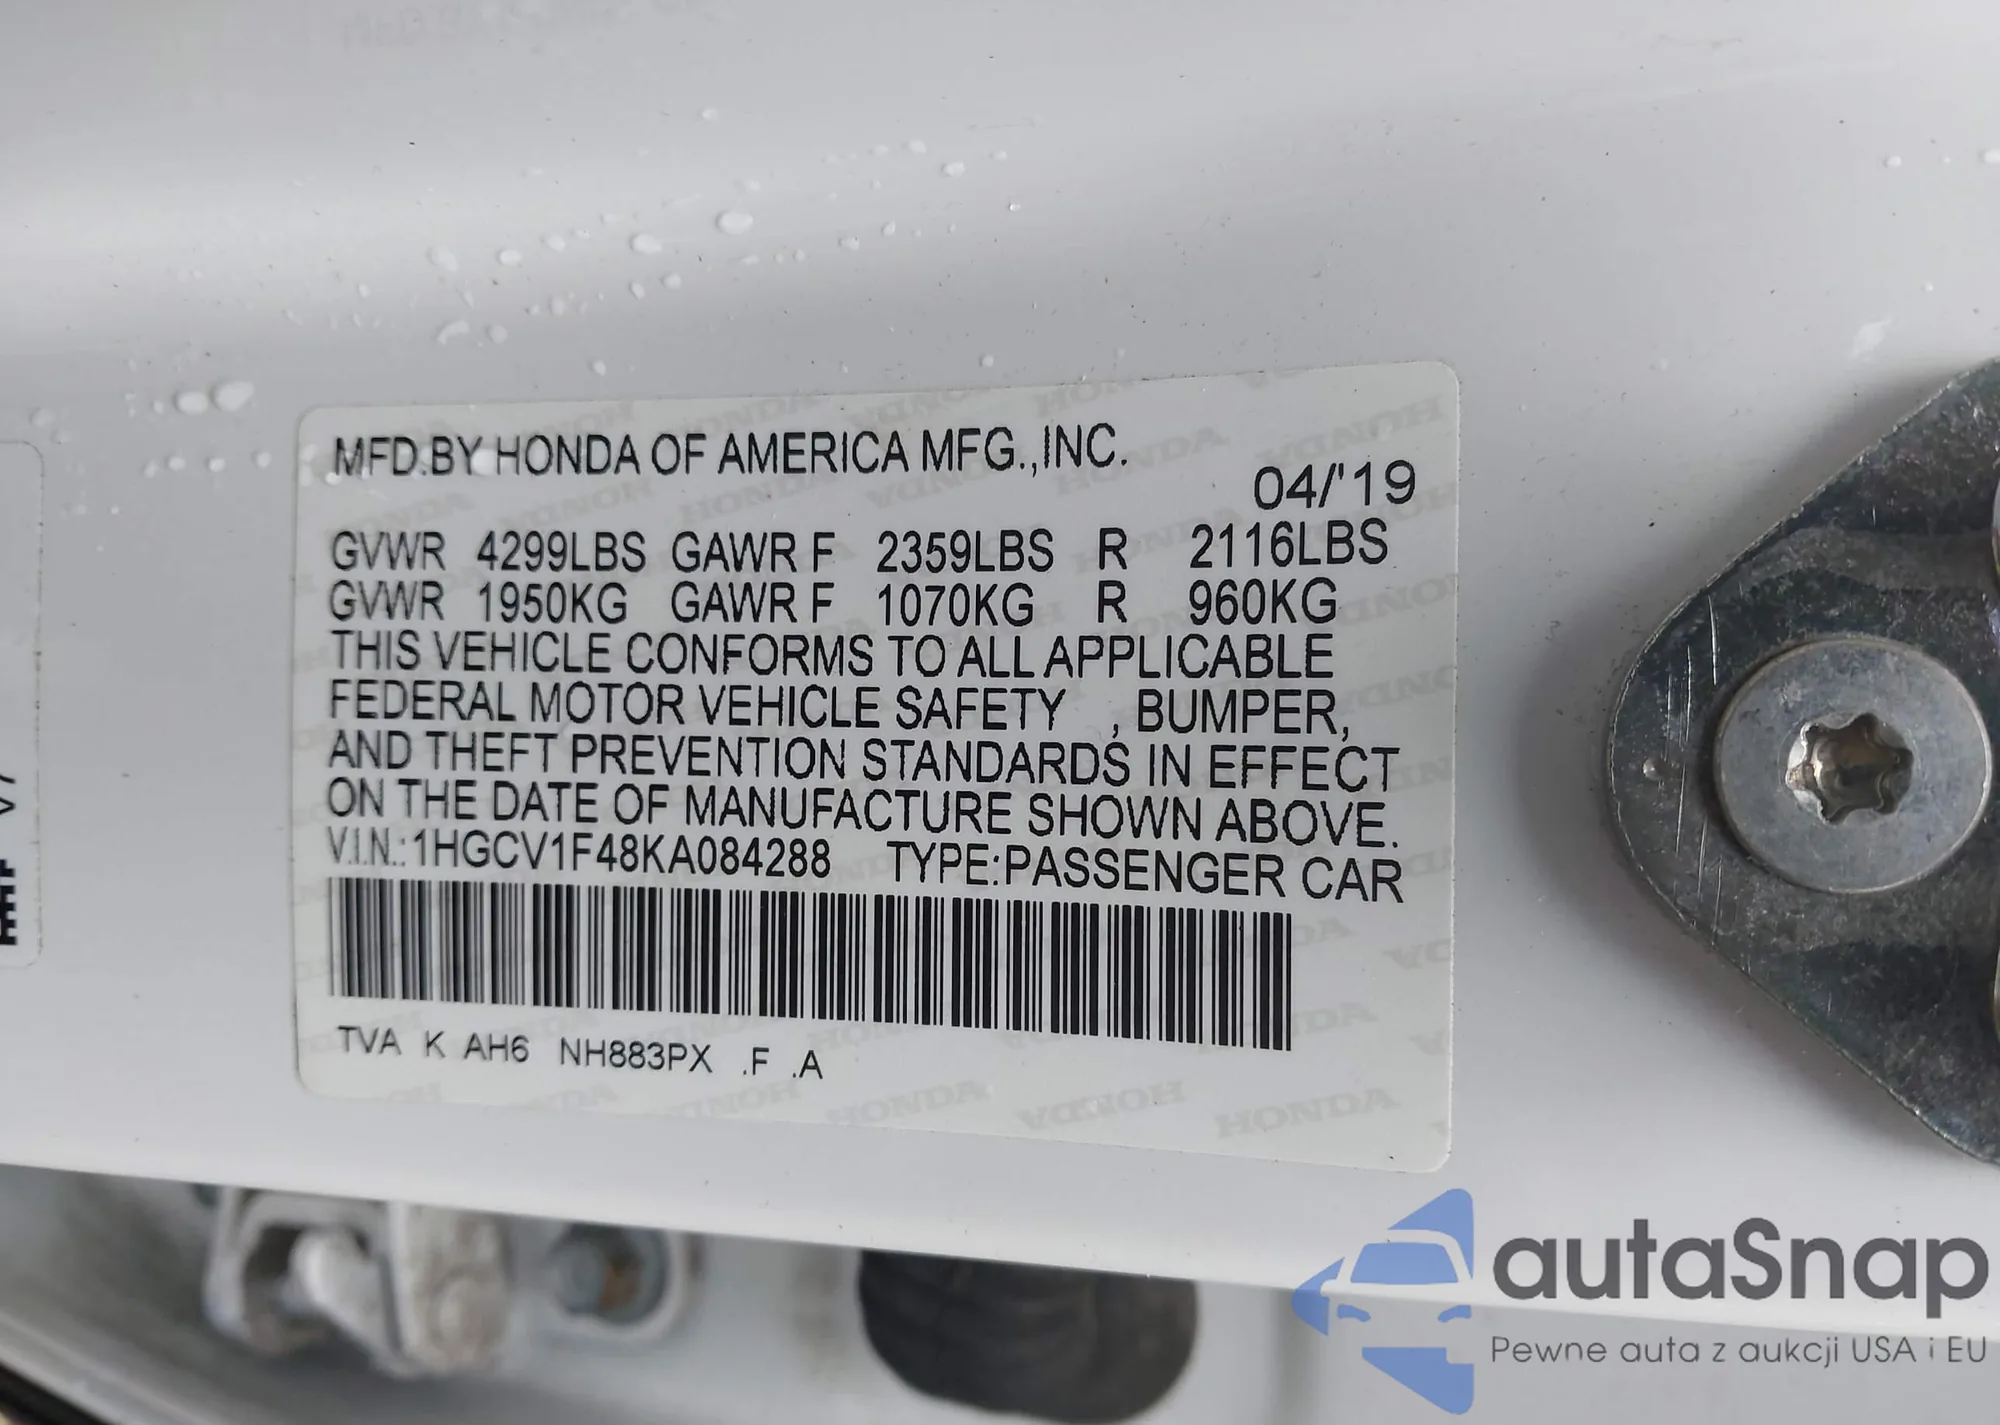 MFD.BY HONDA OF AMERICA MFG.,INC.
04/'19
GVWR 4299LBS GAWR F 2359LBS R 2116LBS
GVWR 1950KG GAWR F 1070KG R 960KG
THIS VEHICLE CONFORMS TO ALL APPLICABLE
FEDERAL MOTOR VEHICLE SAFETY , BUMPER,
AND THEFT PREVENTION STANDARDS IN EFFECT
ON THE DATE OF MANUFACTURE SHOWN ABOVE.
V.I.N.:1HGCV1F48KA084288 TYPE:PASSENGER CAR
TVA K AH6 NH883PX .F .A
autaSnap
Pewne auta z aukcji USA i EU